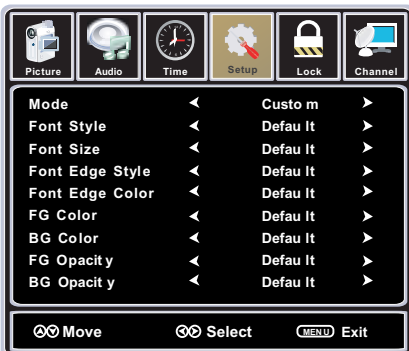 Picture Audio Time Setup Lock Channel
Mode Custo m
Font Style Defau lt
Font Size Defau lt
Font Edge Style Defau lt
Font Edge Color Defau lt
FG Color Defau lt
BG Color Defau lt
FG Opacit y Defau lt
BG Opacit y Defau lt
Move Select MENU Exit